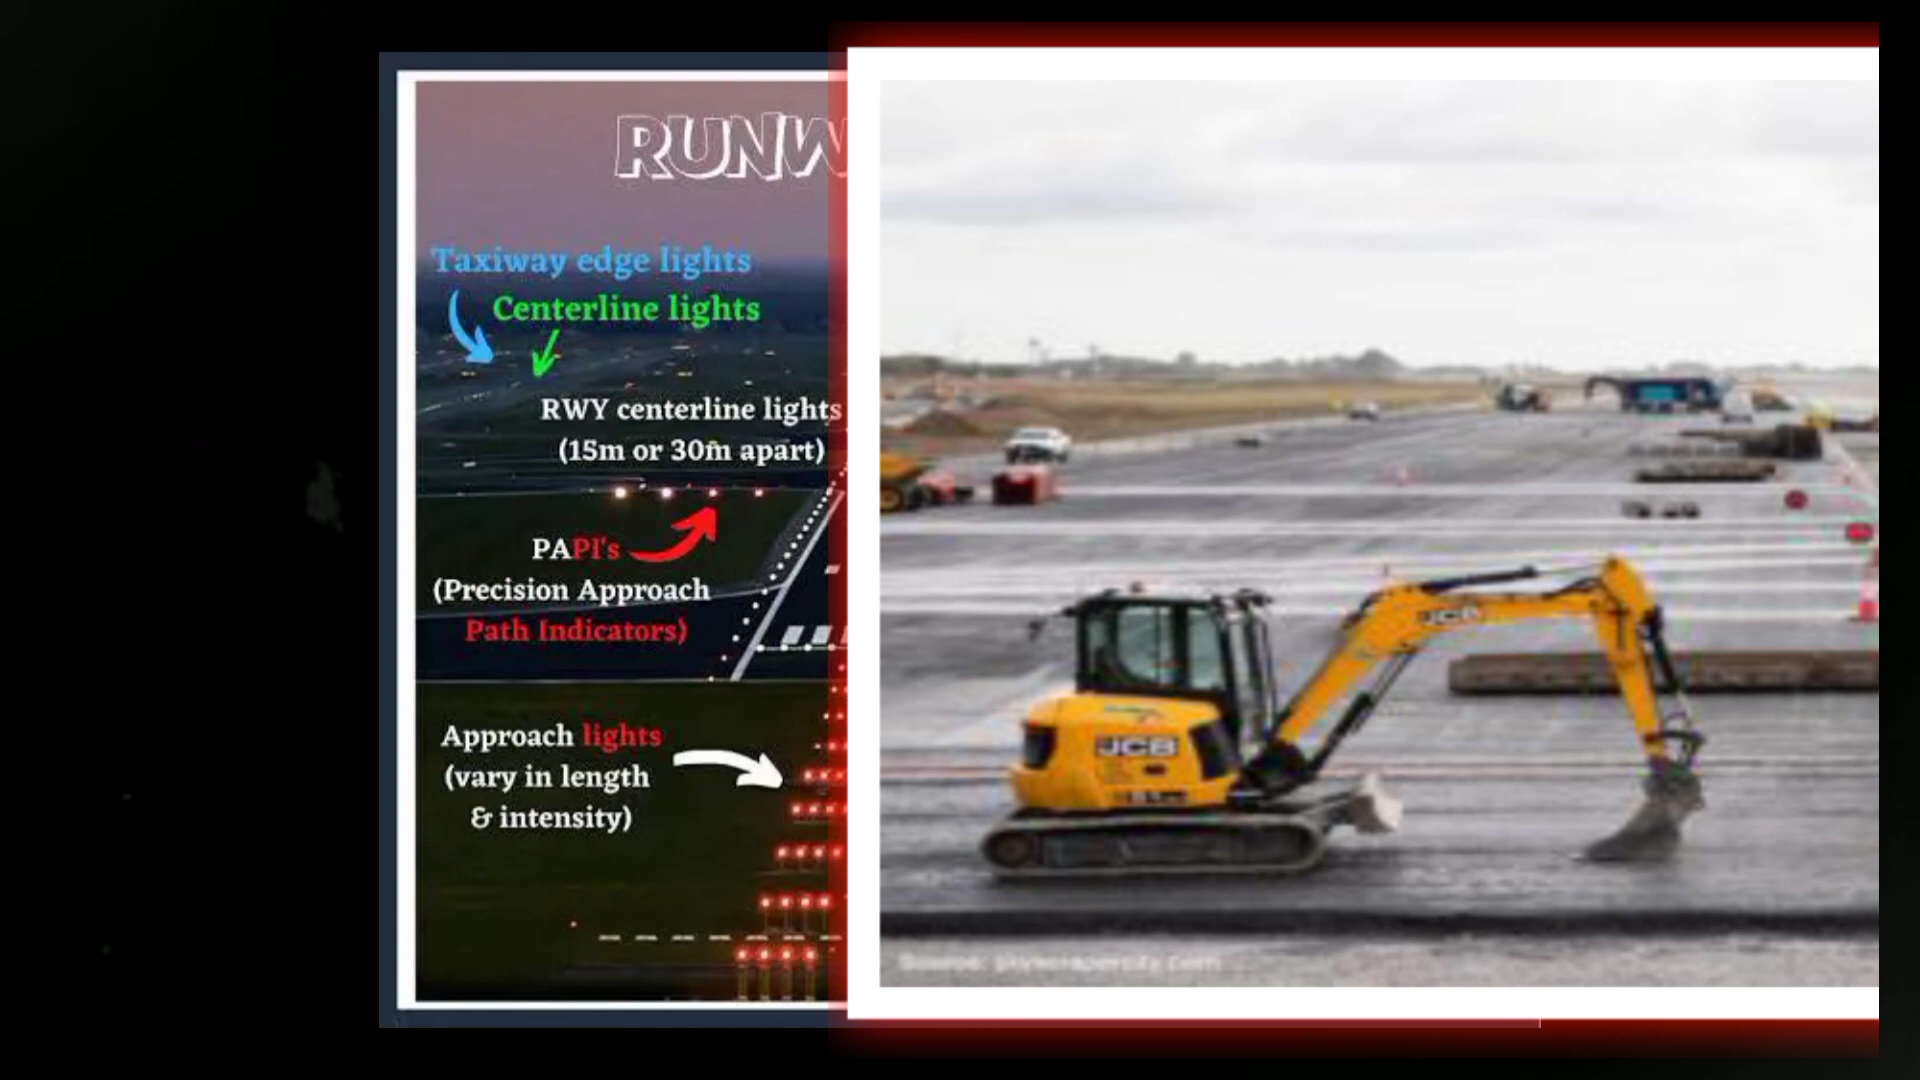 RUNW
Taxiway edge lights
Centerline lights
RWY centerline lights
(15m or 30m apart)
PAPI's
(Precision Approach
Path Indicators)
Approach lights
(vary in length
& intensity)
JCB
JCB
Source: